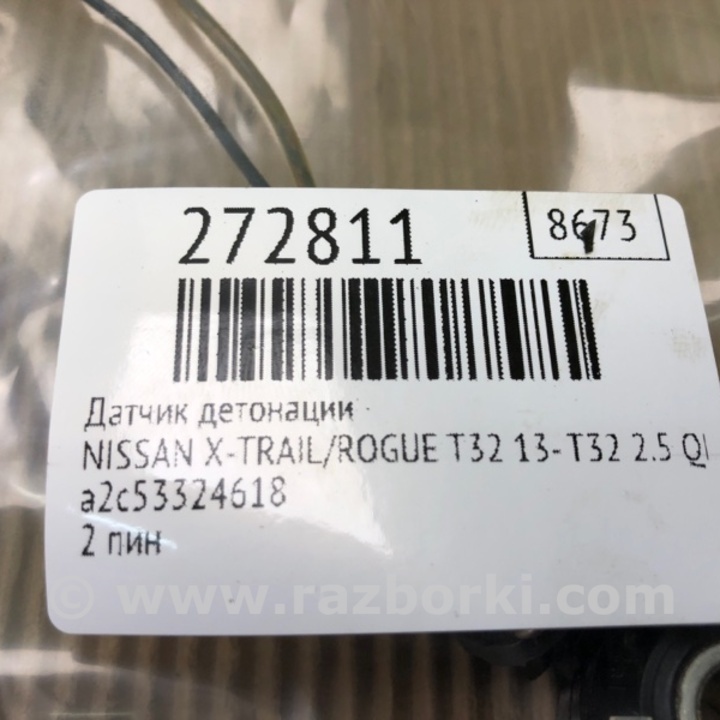 272811
8673
Датчик детонации
NISSAN X-TRAIL/ROGUE T32 13- T32 2.5 QI
a2c53324618
2 пин
© www.razborki.com